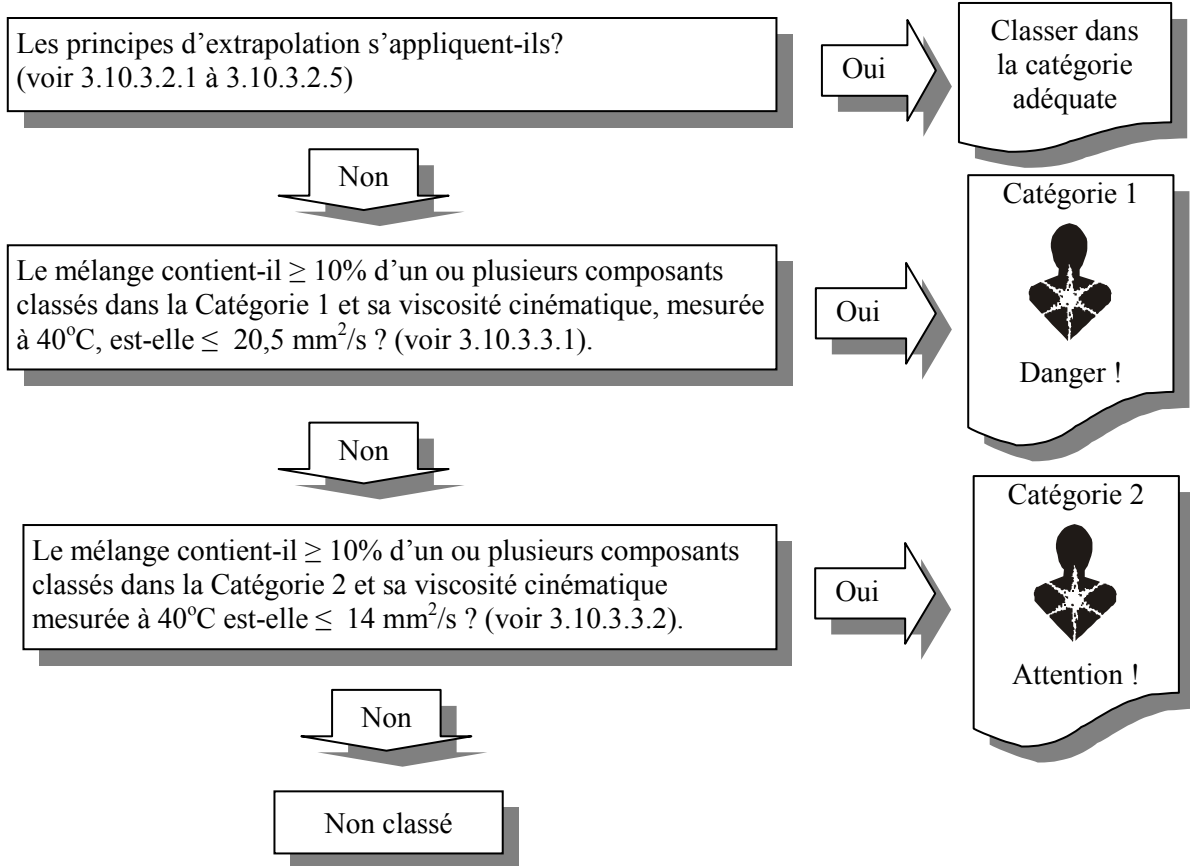 Les principes d’extrapolation s’appliquent-ils?
(voir 3.10.3.2.1 à 3.10.3.2.5)
Oui
Classer dans
la catégorie
adéquate
Non
Le mélange contient-il ≥ 10% d’un ou plusieurs composants
classés dans la Catégorie 1 et sa viscosité cinématique, mesurée
à 40°C, est-elle ≤ 20,5 mm²/s ? (voir 3.10.3.3.1).
Oui
Catégorie 1
Danger !
Non
Le mélange contient-il ≥ 10% d’un ou plusieurs composants
classés dans la Catégorie 2 et sa viscosité cinématique
mesurée à 40°C est-elle ≤ 14 mm²/s ? (voir 3.10.3.3.2).
Oui
Catégorie 2
Attention !
Non
Non classé